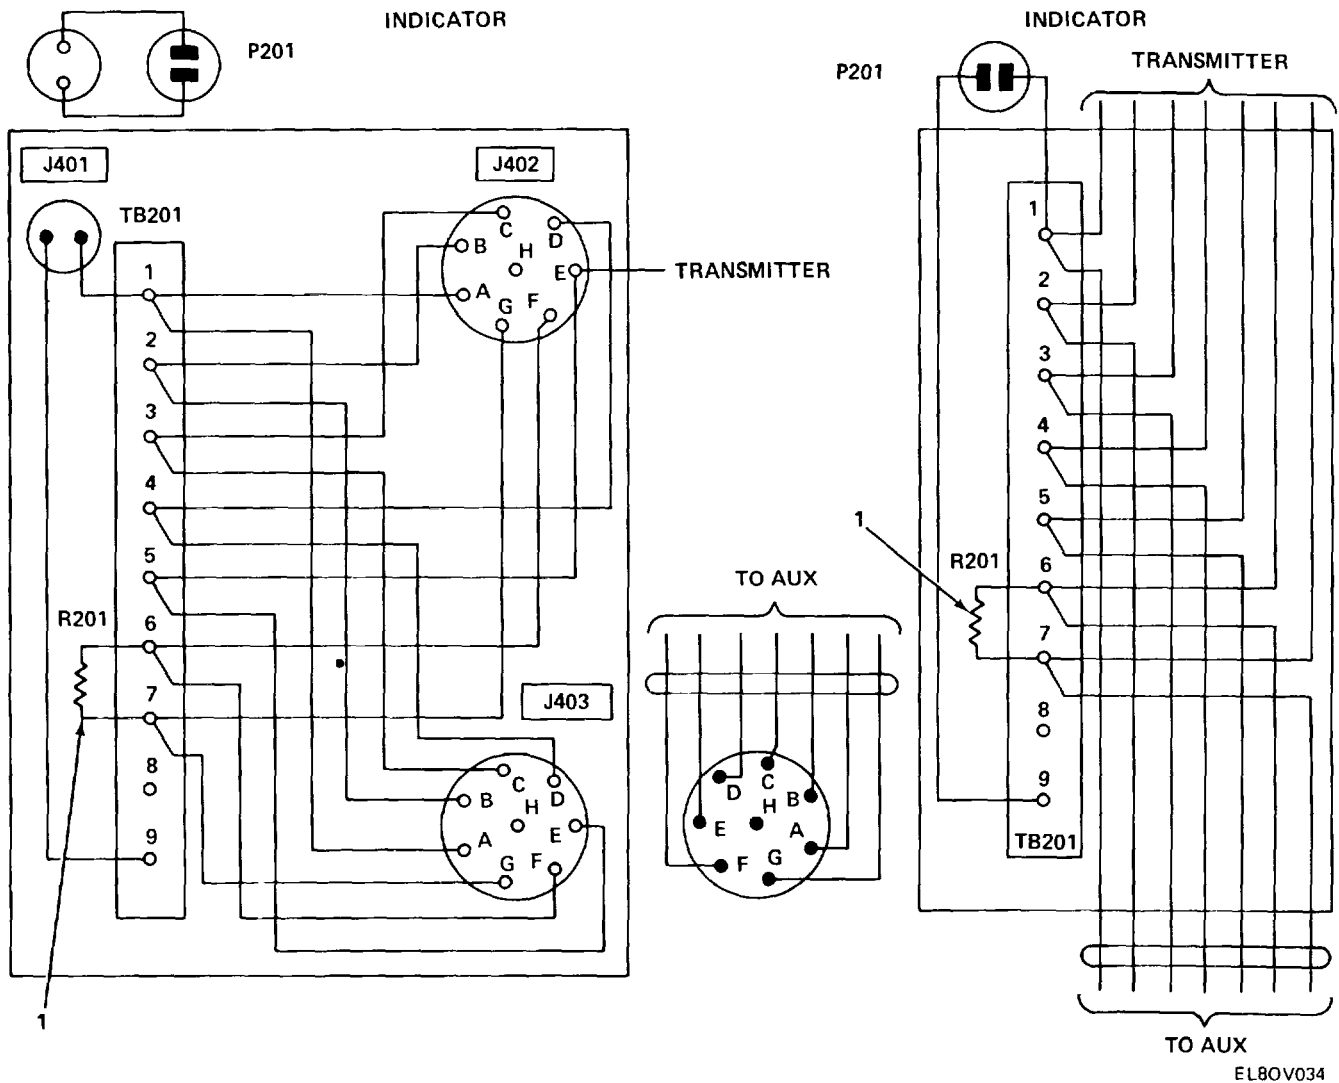 INDICATOR
P201
J401
J402
TB201
1
2
3
4
5
6
7
8
9
R201
1
C
D
B
H
E
A
G
F
TRANSMITTER
J403
C
D
B
H
A
E
G
F
TO AUX
D
C
H
B
E
A
F
G
INDICATOR
P201
TRANSMITTER
1
2
3
4
5
6
7
8
9
R201
1
TB201
TO AUX
EL8OV034